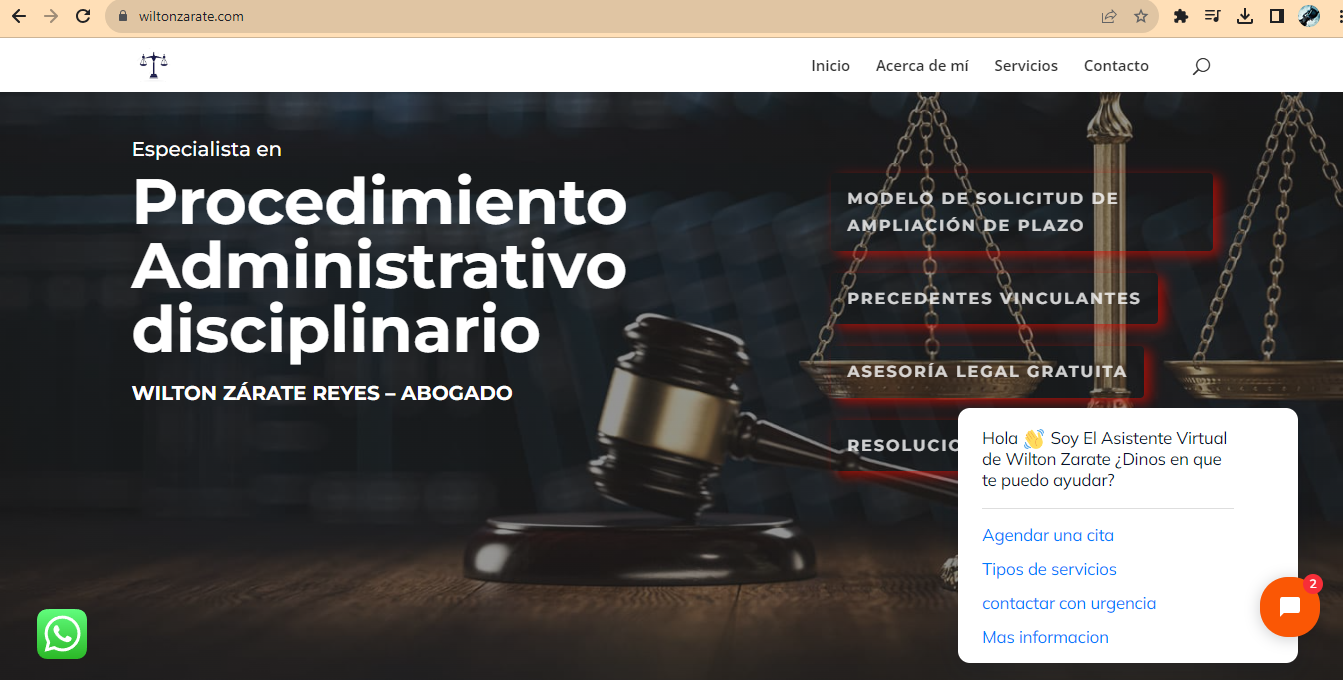 wiltonzarate.com
Inicio Acerca de mí Servicios Contacto
Especialista en
Procedimiento
Administrativo
disciplinario
WILTON ZÁRATE REYES – ABOGADO
MODELO DE SOLICITUD DE
AMPLIACIÓN DE PLAZO
PRECEDENTES VINCULANTES
ASESORÍA LEGAL GRATUITA
RESOLUCIO
Hola 👋 Soy El Asistente Virtual
de Wilton Zarate ¿Dinos en que
te puedo ayudar?
Agendar una cita
Tipos de servicios
contactar con urgencia
Mas informacion
2